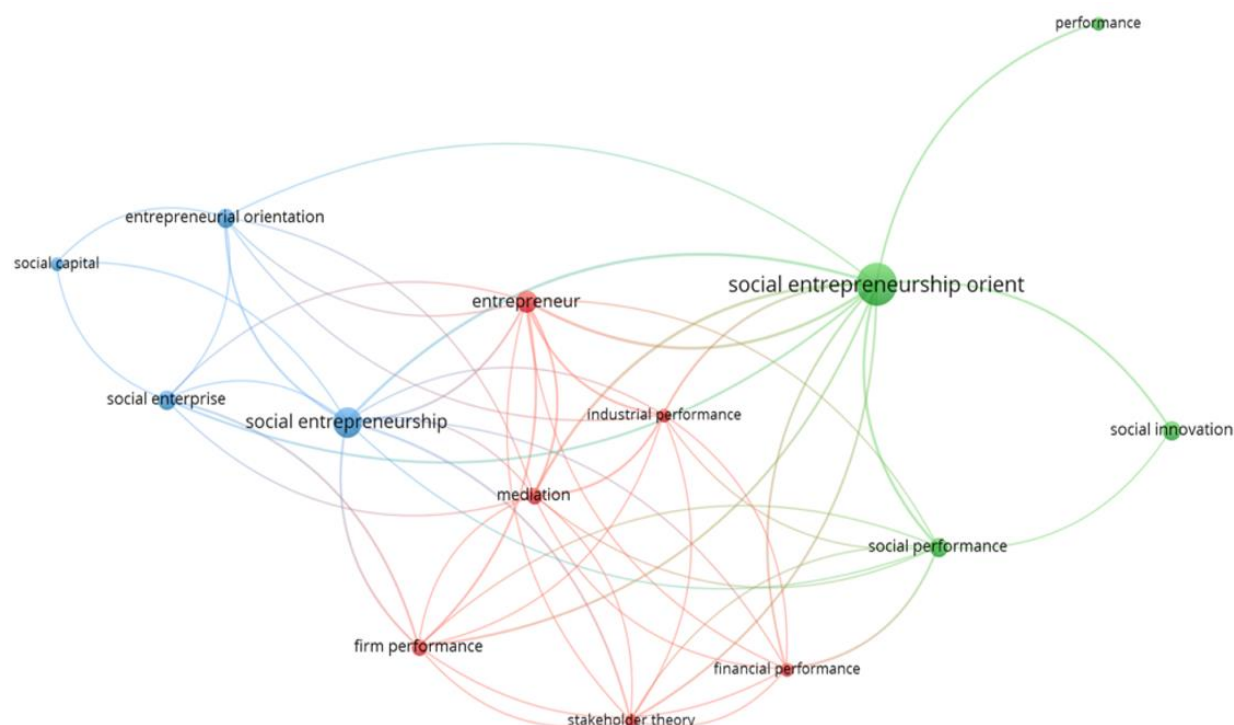 performance
entrepreneurial orientation
social capital
social entrepreneurship orient
entrepreneur
social enterprise
social entrepreneurship
industrial performance
social innovation
mediation
social performance
firm performance
financial performance
stakeholder theory